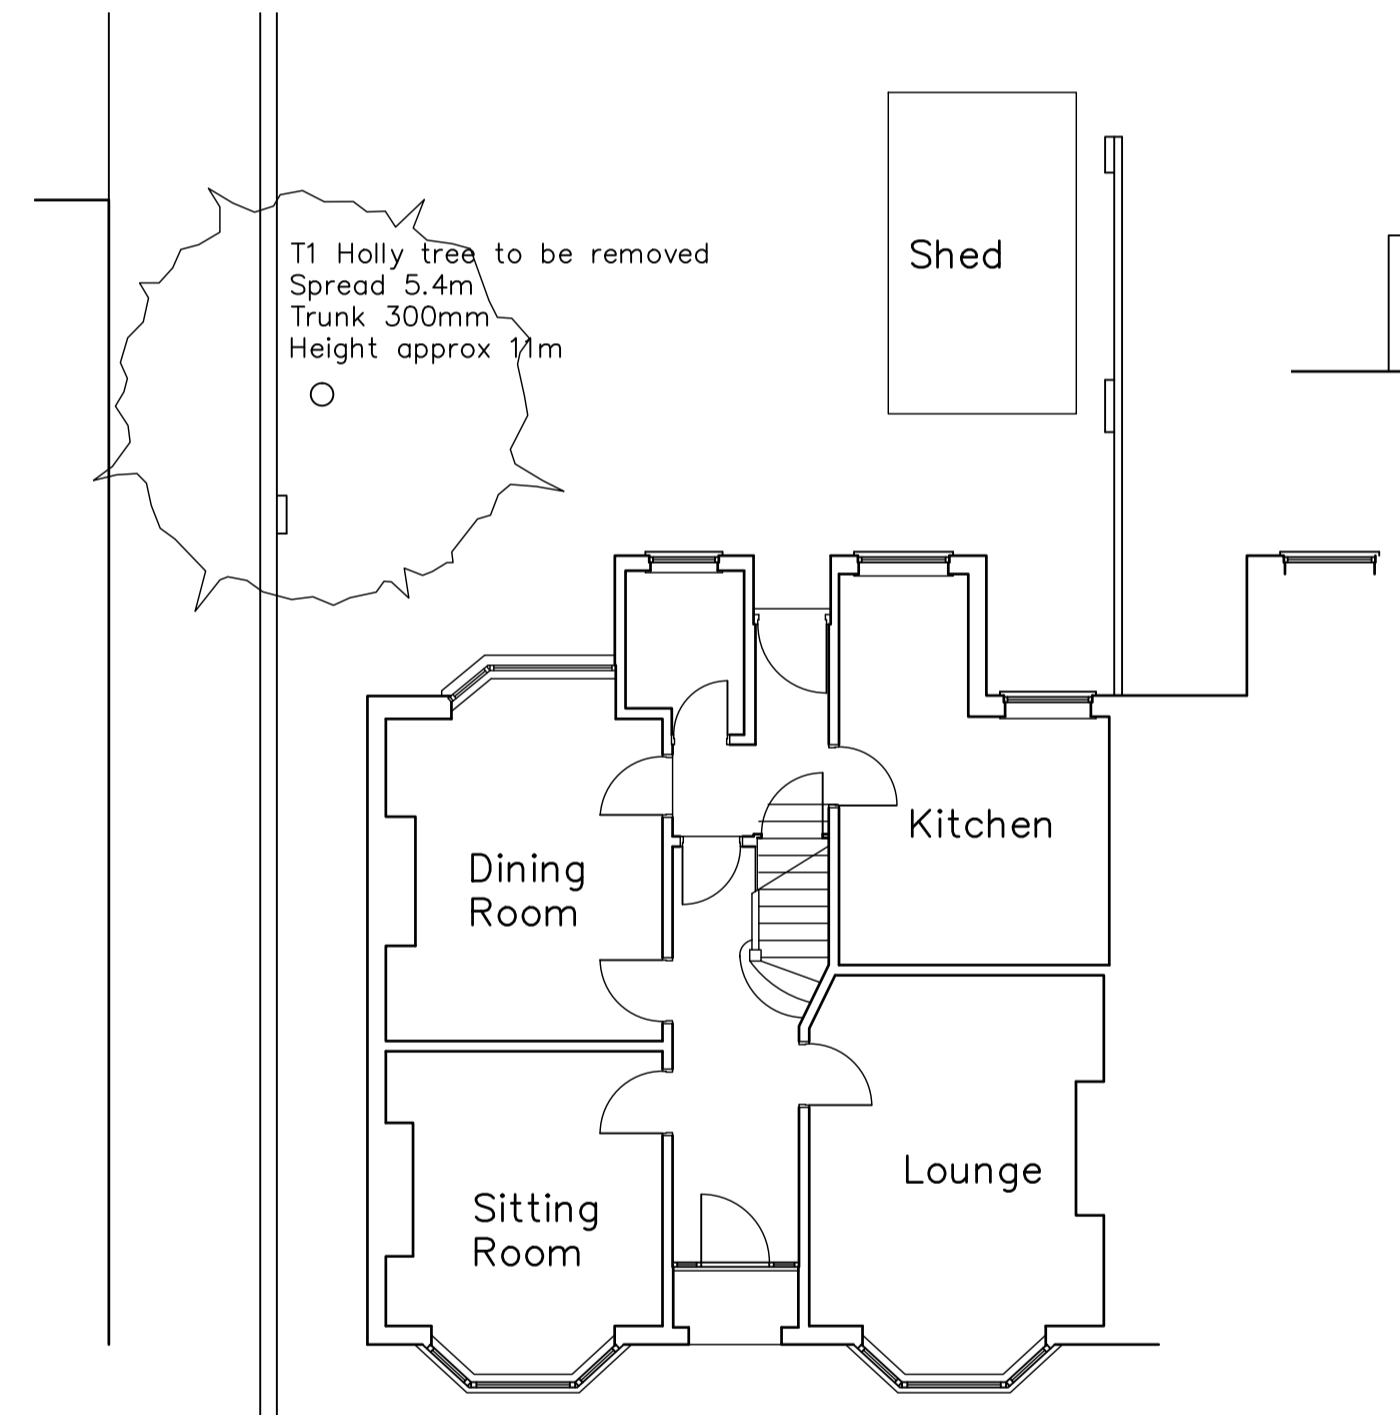 T1 Holly tree to be removed
Spread 5.4m
Trunk 300mm
Height approx 11m
Shed
Kitchen
Dining
Room
Lounge
Sitting
Room